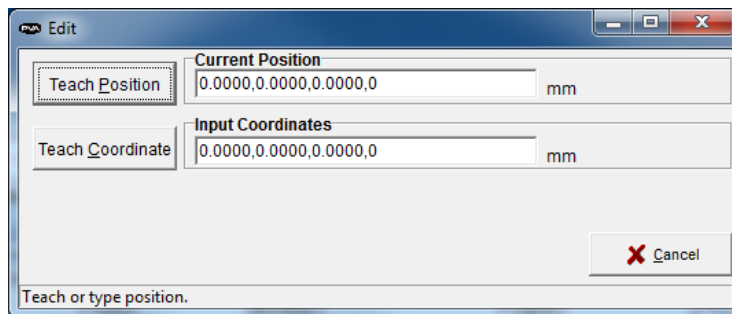 PVA Edit
Current Position
Teach Position 0.0000,0.0000,0.0000,0 mm
Input Coordinates
Teach Coordinate 0.0000,0.0000,0.0000,0 mm
Cancel
Teach or type position.